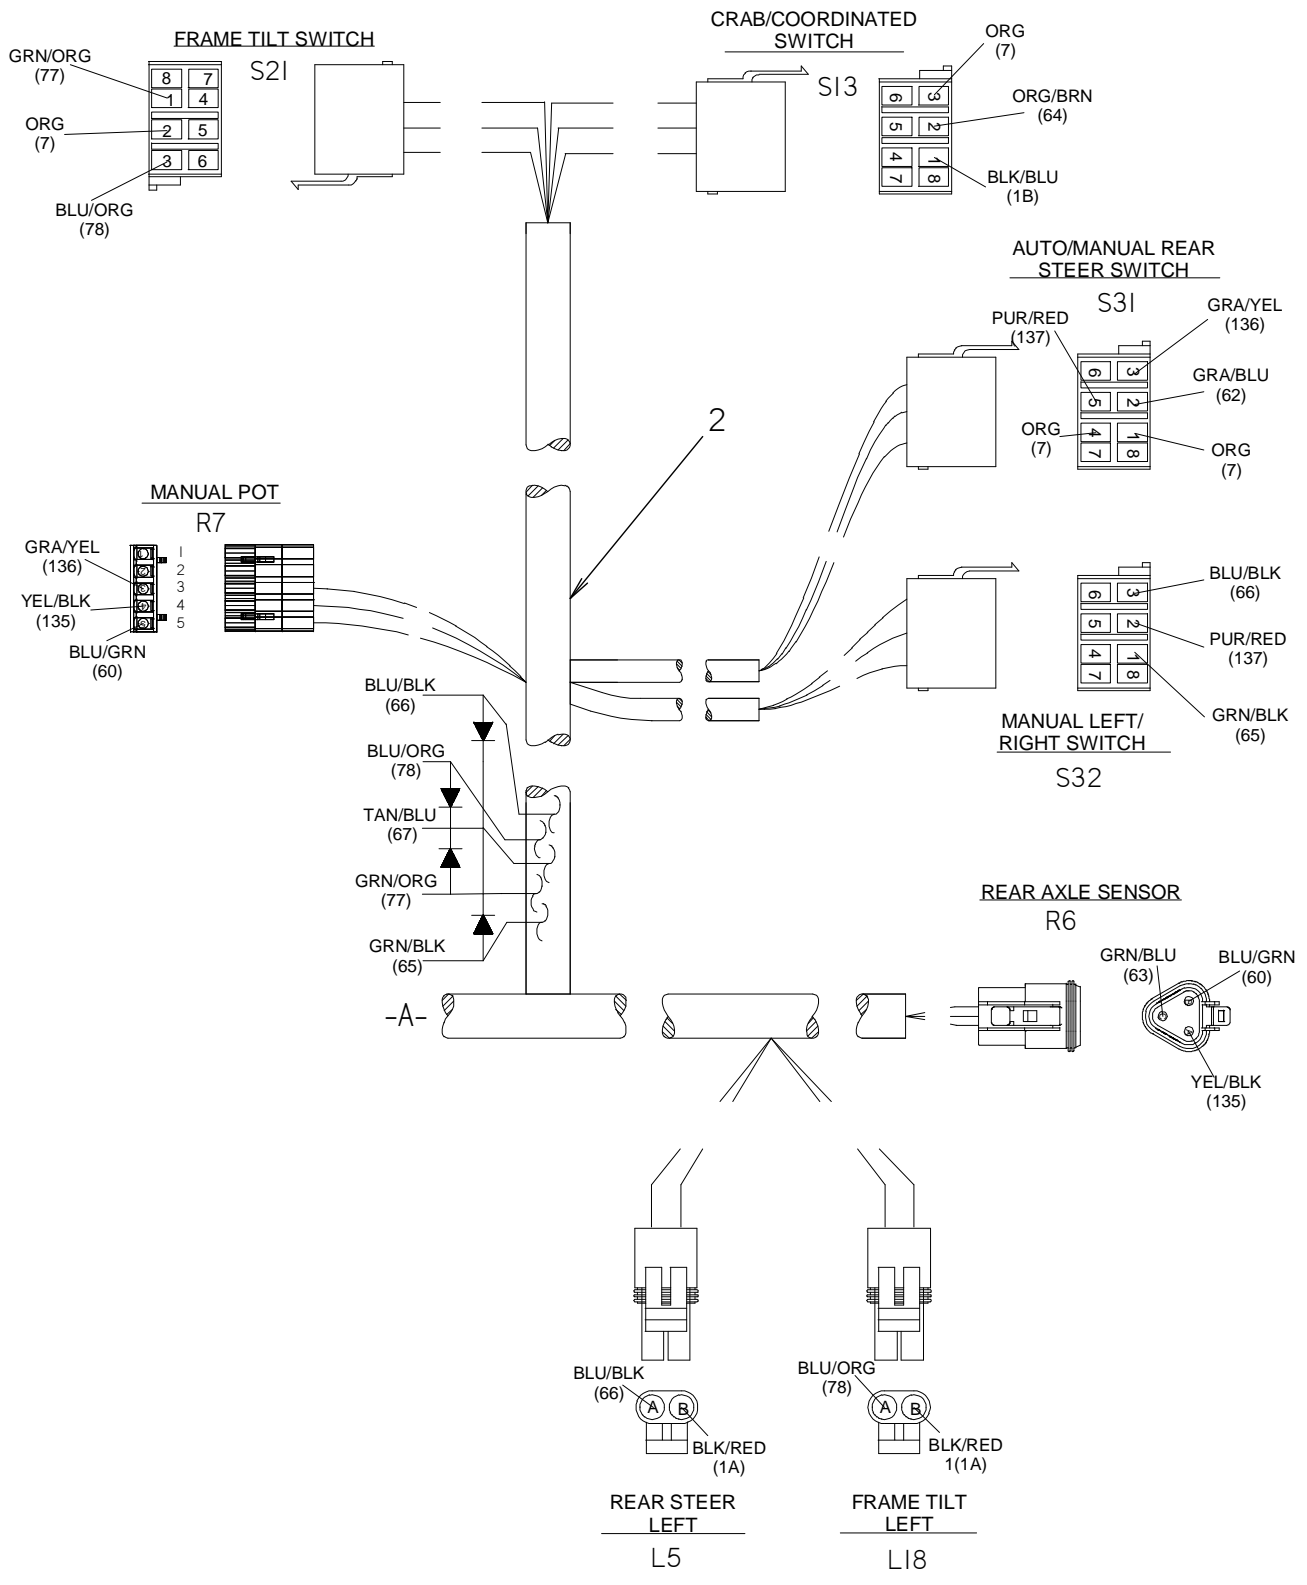 FRAME TILT SWITCH
S21
GRN/ORG
(77)
8 7
1 4
ORG
(7)
2 5
3 6
BLU/ORG
(78)
CRAB/COORDINATED
SWITCH
S13
ORG
(7)
6 3
ORG/BRN
(64)
5 2
4 1
7 8
BLK/BLU
(1B)
AUTO/MANUAL REAR
STEER SWITCH
S31
PUR/RED
(137)
GRA/YEL
(136)
6 3
GRA/BLU
(62)
5 2
ORG
(7)
4 1
7 8
ORG
(7)
2
MANUAL POT
R7
GRA/YEL
(136)
YEL/BLK
(135)
BLU/GRN
(60)
1
2
3
4
5
BLU/BLK
(66)
6 3
5 2
PUR/RED
(137)
4 1
7 8
GRN/BLK
(65)
MANUAL LEFT/
RIGHT SWITCH
S32
BLU/BLK
(66)
BLU/ORG
(78)
TAN/BLU
(67)
GRN/ORG
(77)
GRN/BLK
(65)
-A-
REAR AXLE SENSOR
R6
GRN/BLU
(63)
BLU/GRN
(60)
YEL/BLK
(135)
BLU/BLK
(66)
A B
BLK/RED
(1A)
REAR STEER
LEFT
L5
BLU/ORG
(78)
A B
BLK/RED
1(1A)
FRAME TILT
LEFT
L18